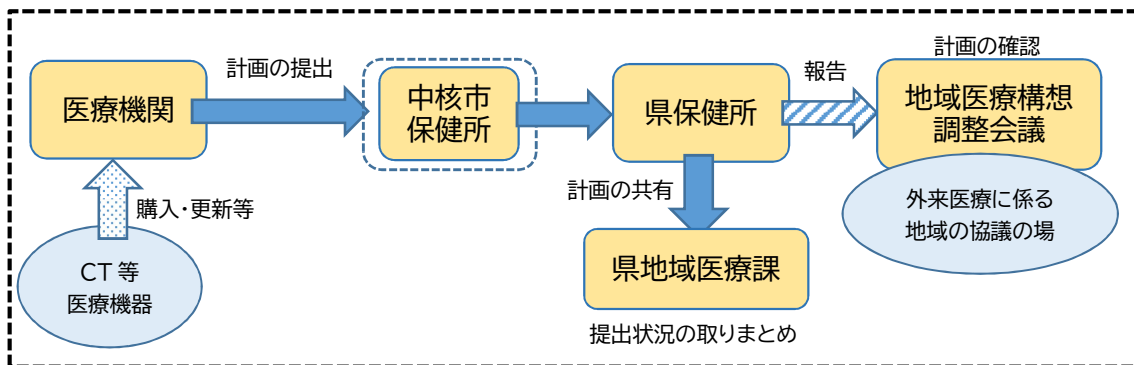 計画の確認
計画の提出
報告
医療機関
中核市
保健所
県保健所
地域医療構想
調整会議
計画の共有
購入・更新等
外来医療に係る
地域の協議の場
CT 等
医療機器
県地域医療課
提出状況の取りまとめ